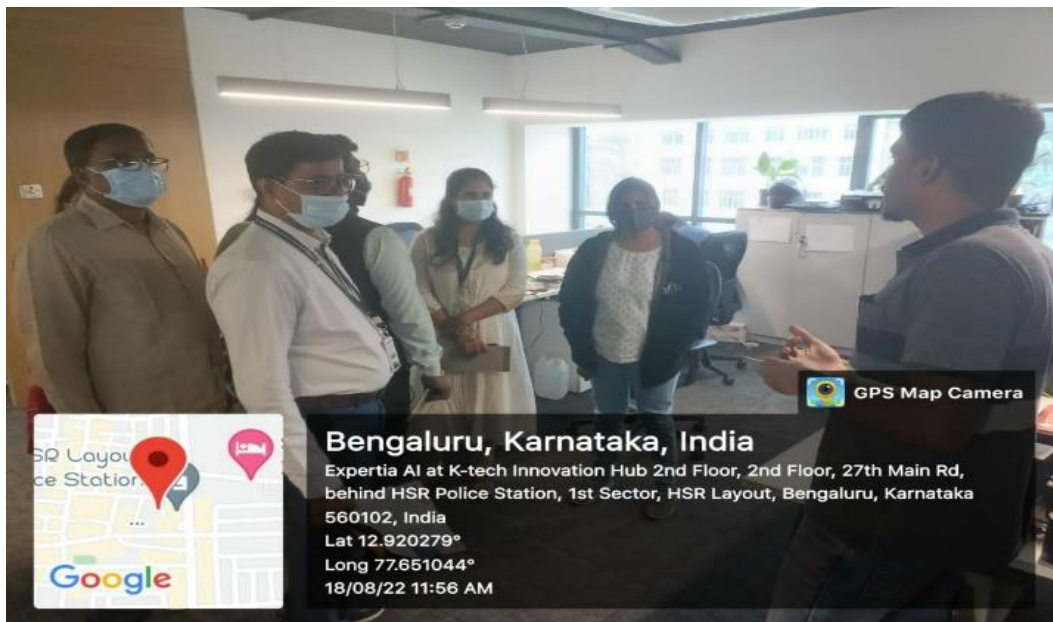 GPS Map Camera
SR Layou
ce Station
...
Google
Bengaluru, Karnataka, India
Expertia AI at K-tech Innovation Hub 2nd Floor, 2nd Floor, 27th Main Rd,
behind HSR Police Station, 1st Sector, HSR Layout, Bengaluru, Karnataka
560102, India
Lat 12.920279°
Long 77.651044°
18/08/22 11:56 AM